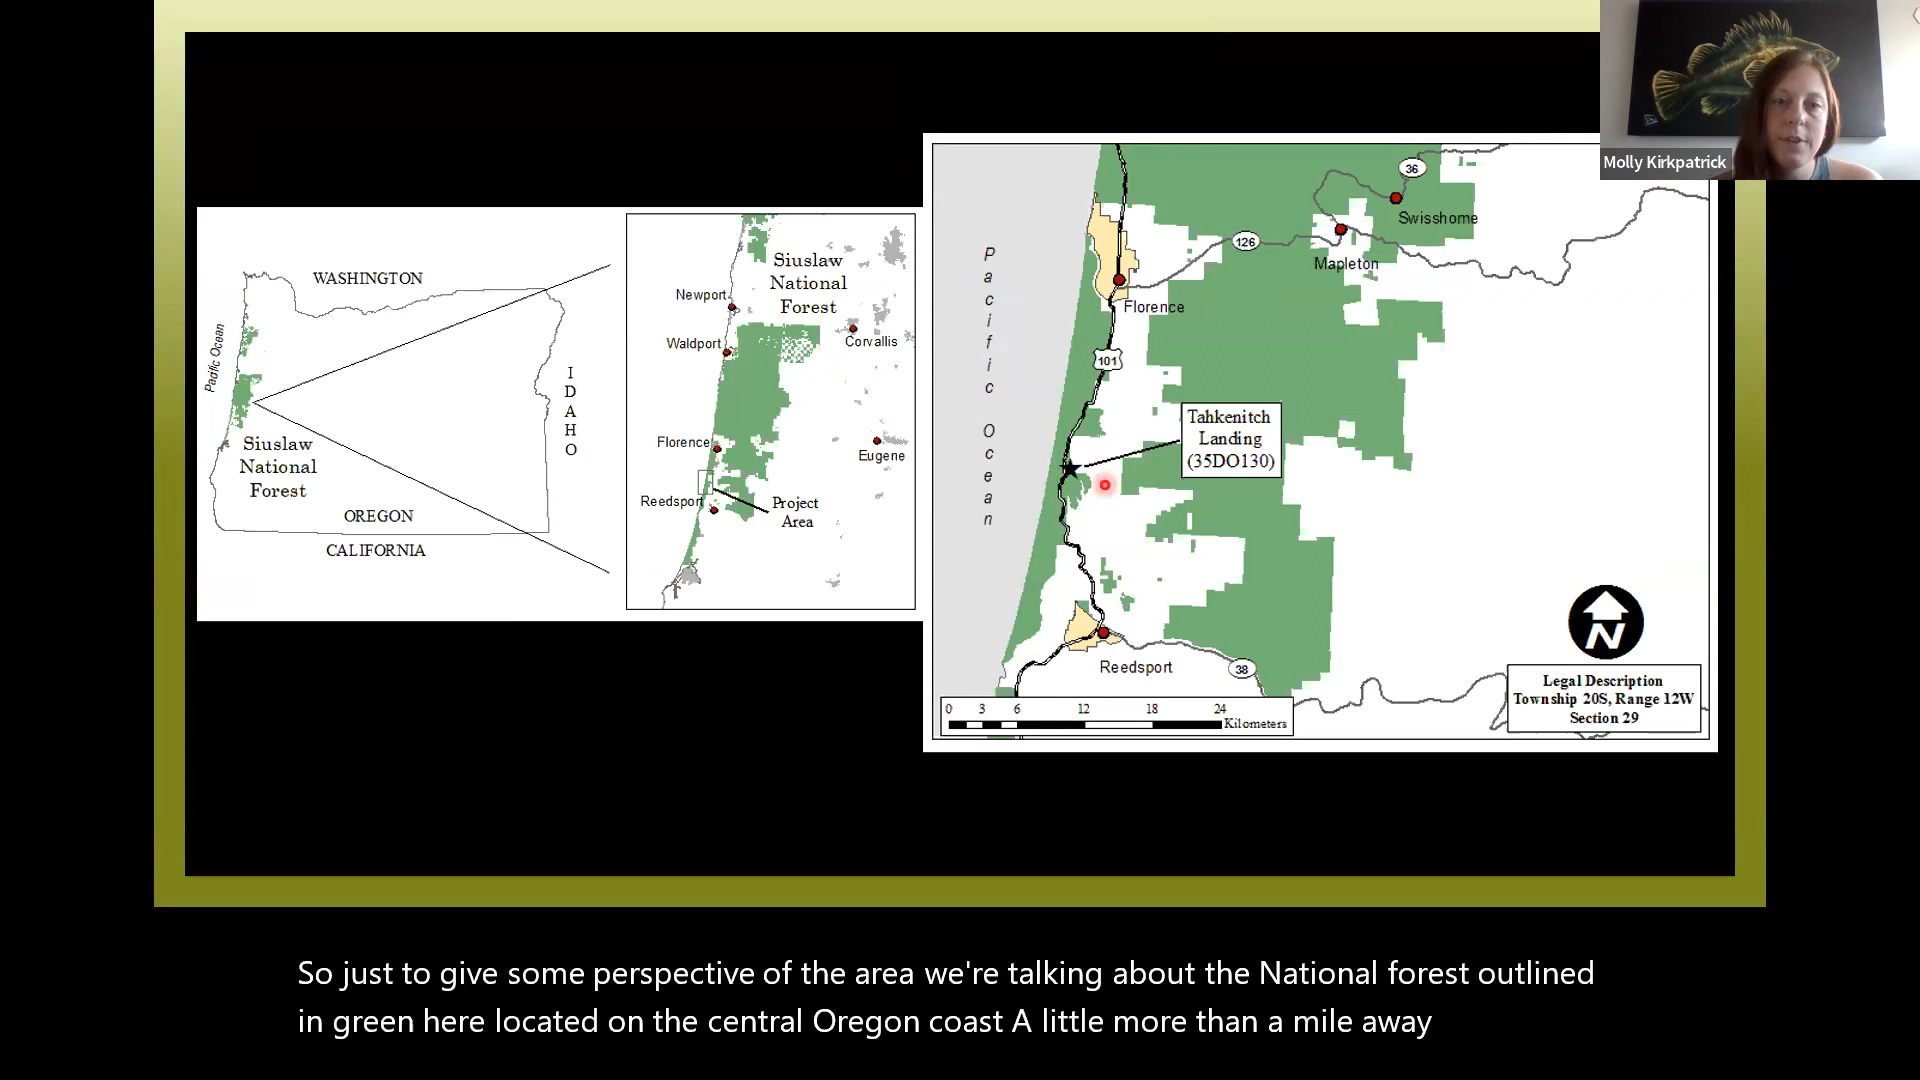 Molly Kirkpatrick
WASHINGTON
Pacific Ocean
IDAHO
Siuslaw
National
Forest
OREGON
CALIFORNIA
Siuslaw
National
Forest
Newport
Waldport
Corvallis
Florence
Eugene
Reedsport
Project
Area
Pacific Ocean
36
Swisshome
126
Mapleton
Florence
101
Tahkenitch
Landing
(35DO130)
Reedsport
38
N
0 3 6 12 18 24
Kilometers
Legal Description
Township 20S, Range 12W
Section 29
So just to give some perspective of the area we're talking about the National forest outlined
in green here located on the central Oregon coast A little more than a mile away